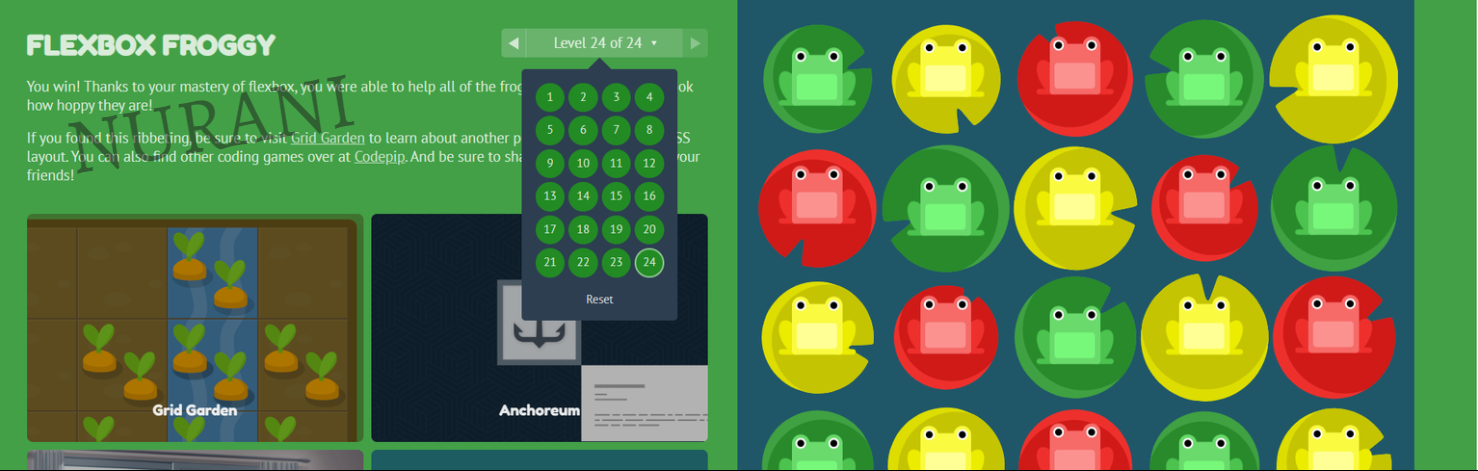 FLEXBOX FROGGY
◀ Level 24 of 24 ▾ ▶
You win! Thanks to your mastery of flexbox, you were able to help all of the frog ok
how hoppy they are!
If you found this ribbeting, be sure to visit Grid Garden to learn about another p SS
layout. You can also find other coding games over at Codepip. And be sure to sha your
friends!
NURANI
1 2 3 4
5 6 7 8
9 10 11 12
13 14 15 16
17 18 19 20
21 22 23 24
Reset
Grid Garden
Anchoreum